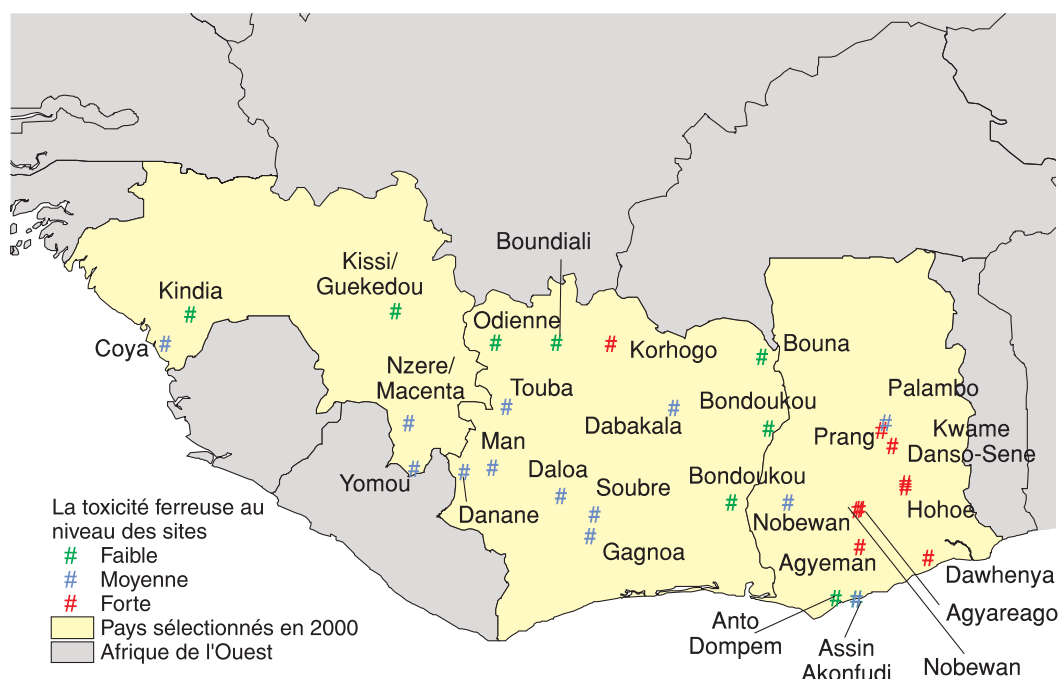 Boundiali
Kissi/
Guekedou
Kindia
Odienne
Coya
Korhogo
Bouna
Nzere/
Macenta
Touba
Palambo
Bondoukou
Dabakala
Prang
Kwame
Danso-Sene
Man
Daloa
Bondoukou
Yomou
Soubre
Danane
Nobewan
Hohoe
Gagnoa
La toxicité ferreuse au
niveau des sites
# Faible
# Moyenne
# Forte
Pays sélectionnés en 2000
Afrique de l'Ouest
Agyeman
Dawhenya
Agyareago
Anto
Dompem
Assin
Akonfudi
Nobewan